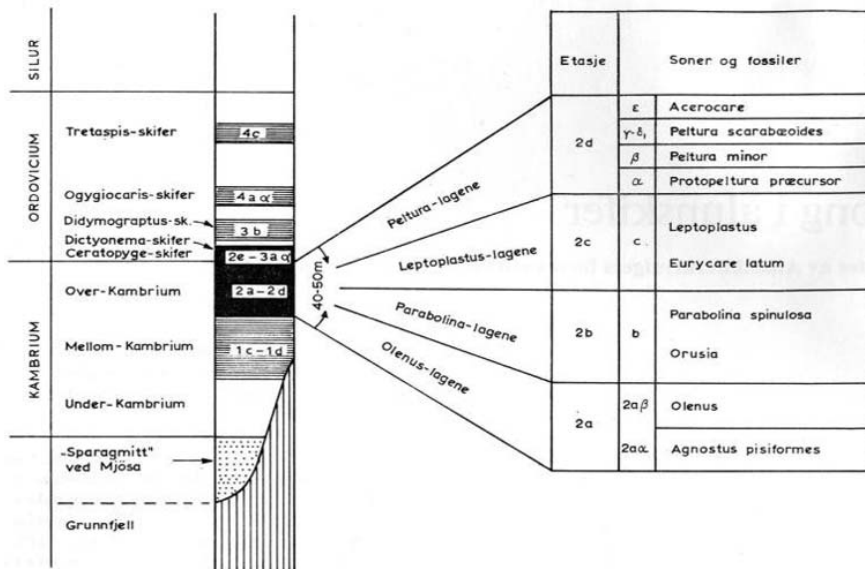 SILUR
ORDOVICIUM
KAMBRIUM
Tretaspis-skifer
4c
Ogygiocaris-skifer
4a α
Didymograptus-sk.
3b
Dictyonema-skifer
Ceratopyge-skifer
2e-3a α
Over-Kambrium
2a-2d
Mellom-Kambrium
1c-1d
Under-Kambrium
„Sparagmitt"
ved Mjösa
Grunnfjell
40-50m
Peltura-lagene
Leptoplastus-lagene
Parabolina-lagene
Olenus-lagene
Etasje Soner og fossiler
2d
ε Acerocare
γ-δ, Peltura scarabæoides
β Peltura minor
α Protopeltura præcursor
2c c Leptoplastus
Eurycare latum
2b b Parabolina spinulosa
Orusia
2a
2aβ Olenus
2aα Agnostus pisiformes